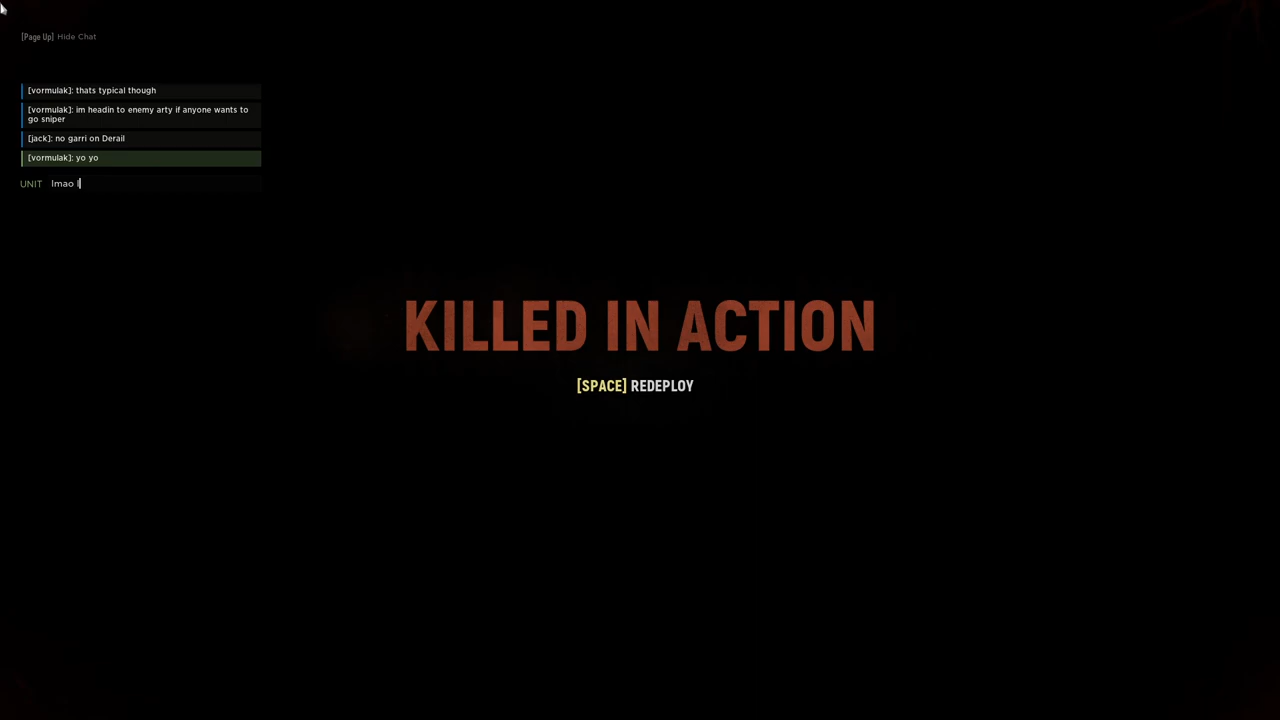 [Page Up] Hide Chat
[vormulak]: thats typical though
[vormulak]: im headin to enemy arty if anyone wants to
go sniper
[jack]: no garri on Derail
[vormulak]: yo yo
UNIT lmao I
KILLED IN ACTION
[SPACE] REDEPLOY